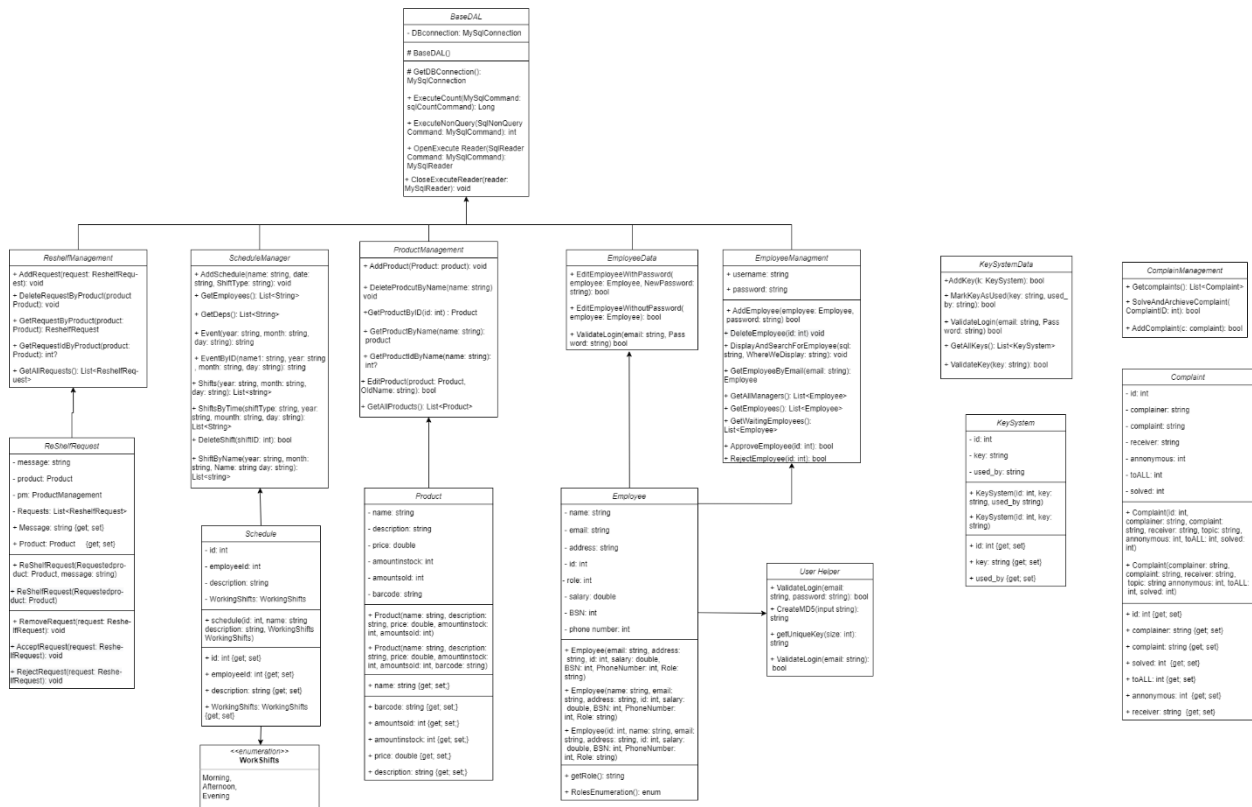 BaseDAL
- DBconnection: MySqlConnection
# BaseDAL()
# GetDBConnection():
MySqlConnection
+ ExecuteCount(MySqlCommand:
sqlCountCommand): Long
+ ExecuteNonQuery(SqlNonQuery
Command: MySqlCommand): int
+ OpenExecute Reader(SqlReader
Command: MySqlCommand):
MySqlReader
+ CloseExecuteReader(reader:
MySqlReader): void
ReshelfManagement
+ AddRequest(request: ReshelfReq
est): void
+ DeleteRequestByProduct(product
Product): void
+ GetRequestByProduct(product:
Product): ReshelfRequest
+ GetRequestIdByProduct(product:
Product): int?
+ GetAllRequests(): List<ReshelfReq
uest>
ScheduleManager
+ AddSchedule(name: string, date:
string, ShiftType: string): void
+ GetEmployees(): List<String>
+ GetDeps(): List<String>
+ Event(year: string, month: string,
day: string): string
+ EventByID(name1: string, year: string
, month: string, day: string): string
+ Shifts(year: string, month: string,
day: string): List<string>
+ ShiftsByTime(shiftType: string, year:
string, mounth: string, day: string):
List<String>
+ DeleteShift(shiftID: int): bool
+ ShiftByName(year: string, month:
string, Name: string day: string):
List<string>
ProductManagement
+ AddProduct(Product: product): void
+ DeleteProdcutByName(name: string)
void
+ GetProductByID(id: int) : Product
+ GetProductByName(name: string):
product
+ GetProductIdByName(name: string):
int?
+ EditProduct(product: Product,
OldName: string): bool
+ GetAllProducts(): List<Product>
EmployeeData
+ EditEmployeeWithPassword(
employee: Employee, NewPassword:
string): bool
+ EditEmployeeWithoutPassword(
employee: Employee): bool
+ ValidateLogin(email: string, Pass
word: string): bool
EmployeeManagment
+ username: string
+ password: string
+ AddEmployee(employee: Employee,
password: string): bool
+ DeleteEmployee(id: int) void
+ DisplayAndSearchForEmployee(sql:
string, WhereWeDisplay: string): void
+ GetEmployeeByEmail(email: string):
Employee
+ GetAllManagers(): List<Employee>
+ GetEmployees(): List<Employee>
+ GetWaitingEmployees():
List<Employee>
+ ApproveEmployee(id: int): bool
+ RejectEmployee(id: int): bool
KeySystemData
+AddKey(k: KeySystem): bool
+ MarkKeyAsUsed(key: string, used_
by: string): bool
+ ValidateLogin(email: string, Pass
word: string): bool
+ GetAllKeys(): List<KeySystem>
+ ValidateKey(key: string): bool
ComplainManagement
+ Getcomplaints(): List<Complaint>
+ SolveAndArchieveComplaint(
ComplaintID: int): bool
+ AddComplaint(c: complaint): bool
ReShelfRequest
- message: string
- product: Product
- pm: ProductManagement
- Requests: List<ReshelfRequest>
+ Message: string {get; set}
+ Product: Product {get; set}
+ ReShelfRequest(Requestedpro
duct: Product, message: string)
+ ReShelfRequest(Requestedpro
duct: Product)
+ RemoveRequest(request: Reshe
lfRequest): void
+ AcceptRequest(request: Reshe
lfRequest): void
+ RejectRequest(request: Reshe
lfRequest): void
Schedule
- id: int
- employeeId: int
- description: string
- WorkingShifts: WorkingShifts
+ schedule(id: int, name: string
description: string, WorkingShifts
WorkingShifts)
+ id: int {get; set}
+ employeeId: int {get; set}
+ description: string {get; set}
+ WorkingShifts: WorkingShifts
{get; set}
<<enumeration>>
WorkShifts
Morning,
Afternoon,
Evening
Product
- name: string
- description: string
- price: double
- amountinstock: int
- amountsold: int
- barcode: string
+ Product(name: string, description:
string, price: double, amountinstock:
int, amountsold: int)
+ Product(name: string, description:
string, price: double, amountinstock:
int, amountsold: int, barcode: string)
+ name: string {get; set;}
+ barcode: string {get; set;}
+ amountsold: int {get; set;}
+ amountinstock: int {get; set;}
+ price: double {get; set;}
+ description: string {get; set;}
Employee
- name: string
- email: string
- address: string
- id: int
- role: int
- salary: double
- BSN: int
- phone number: int
+ Employee(email: string, address:
string, id: int, salary: double,
BSN: int, PhoneNumber: int, Role:
string)
+ Employee(name: string, email:
string, address: string, id: int, salary:
double, BSN: int, PhoneNumber:
int, Role: string)
+ Employee(id: int, name: string, email:
string, address: string, id: int, salary:
double, BSN: int, PhoneNumber:
int, Role: string)
+ getRole(): string
+ RolesEnumeration(): enum
User Helper
+ ValidateLogin(email:
string, password: string): bool
+ CreateMD5(input string):
string
+ getUniqueKey(size: int):
string
+ ValidateLogin(email: string):
bool
KeySystem
- id: int
- key: string
- used_by: string
+ KeySystem(id: int, key:
string, used_by string)
+ KeySystem(id: int, key:
string)
+ id: int {get; set}
+ key: string {get; set}
+ used_by {get; set}
Complaint
- id: int
- complainer: string
- complaint: string
- receiver: string
- annonymous: int
- toALL: int
- solved: int
+ Complaint(id: int,
complainer: string, complaint
string, receiver: string, topic: string,
annonymous: int, toALL: int, solved:
int)
+ Complaint(complainer: string,
complaint: string, receiver: string,
topic: string annonymous: int, toALL:
int, solved: int)
+ id: int {get; set}
+ complainer: string {get; set}
+ complaint: string {get; set}
+ solved: int {get; set}
+ toALL: int {get; set}
+ annonymous: int {get; set}
+ receiver: string {get; set}